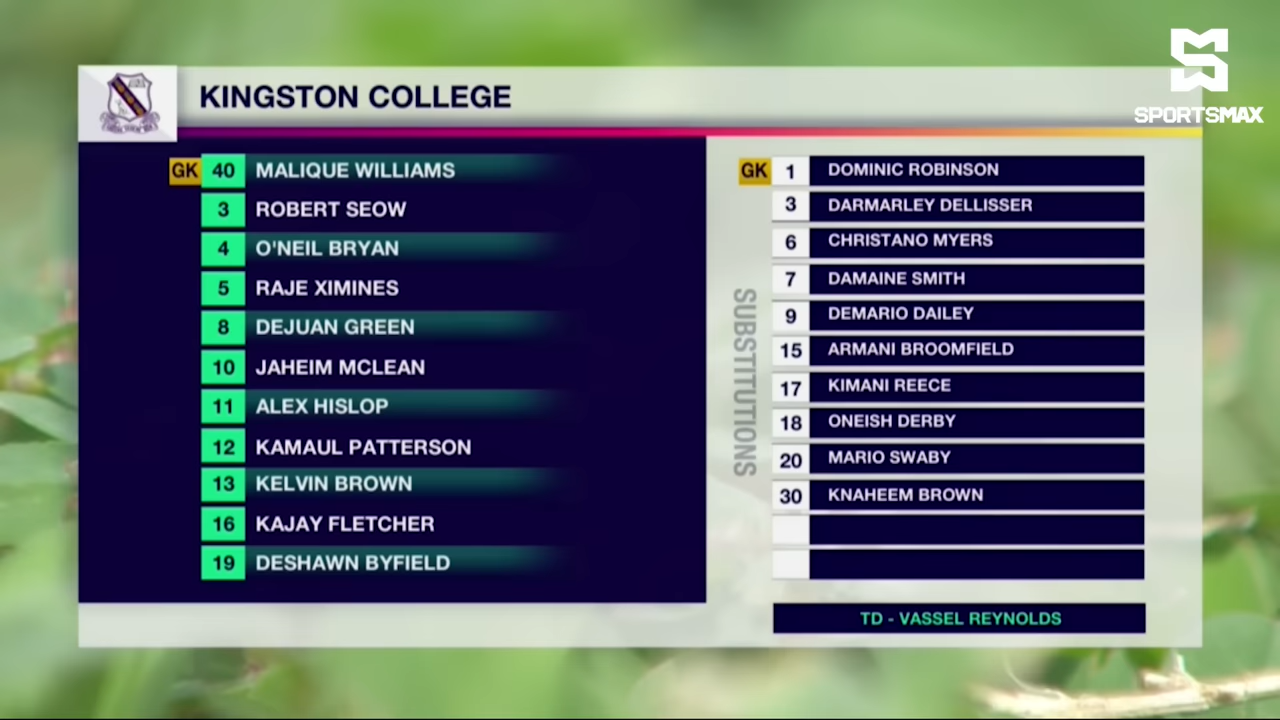 SPORTSMAX
KINGSTON COLLEGE
GK 40 MALIQUE WILLIAMS
3 ROBERT SEOW
4 O'NEIL BRYAN
5 RAJE XIMINES
8 DEJUAN GREEN
10 JAHEIM MCLEAN
11 ALEX HISLOP
12 KAMAUL PATTERSON
13 KELVIN BROWN
16 KAJAY FLETCHER
19 DESHAWN BYFIELD
SUBSTITUTIONS
GK 1 DOMINIC ROBINSON
3 DARMARLEY DELLISSER
6 CHRISTANO MYERS
7 DAMAINE SMITH
9 DEMARIO DAILEY
15 ARMANI BROOMFIELD
17 KIMANI REECE
18 ONEISH DERBY
20 MARIO SWABY
30 KNAHEEM BROWN
TD - VASSEL REYNOLDS